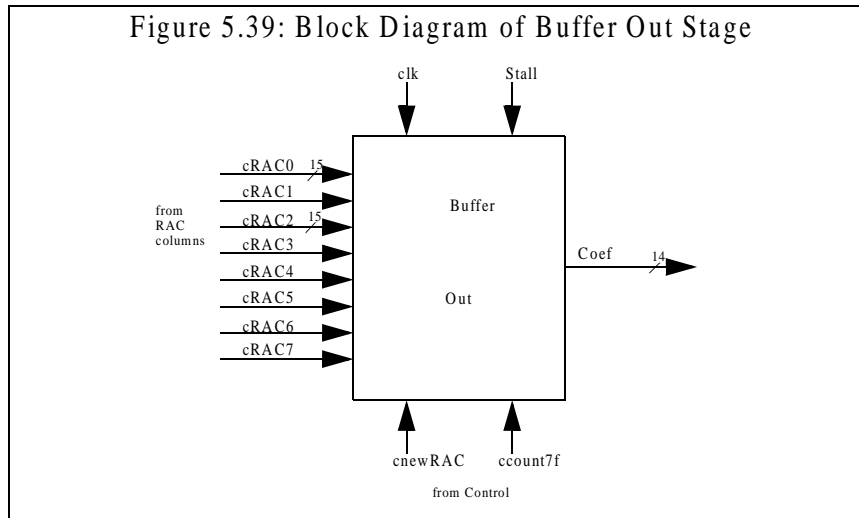 Figure 5.39: Block Diagram of Buffer Out Stage
clk
Stall
cRAC0
15
cRAC1
cRAC2
15
cRAC3
cRAC4
cRAC5
cRAC6
cRAC7
from
RAC
columns
Buffer
Out
Coef
14
cnewRAC
ccount7f
from Control